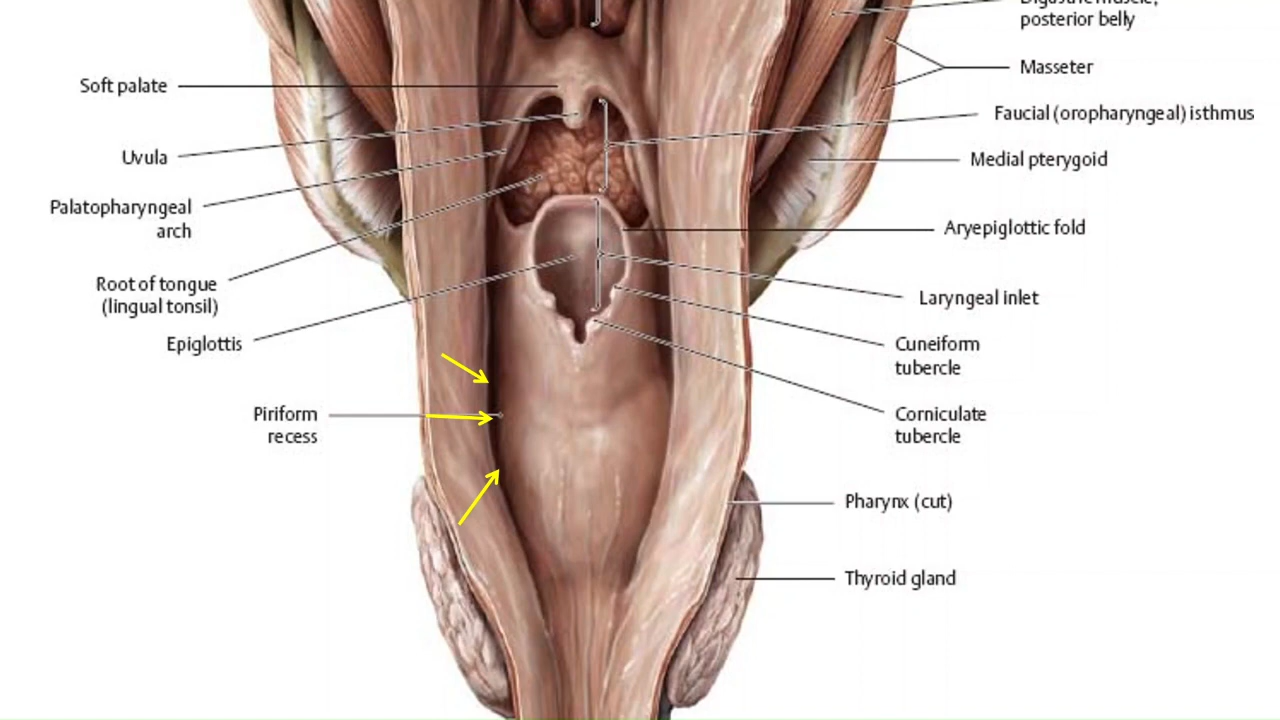 posterior belly
Soft palate
Masseter
Faucial (oropharyngeal) isthmus
Uvula
Medial pterygoid
Palatopharyngeal
arch
Aryepiglottic fold
Root of tongue
(lingual tonsil)
Laryngeal inlet
Epiglottis
Cuneiform
tubercle
Piriform
recess
Corniculate
tubercle
Pharynx (cut)
Thyroid gland